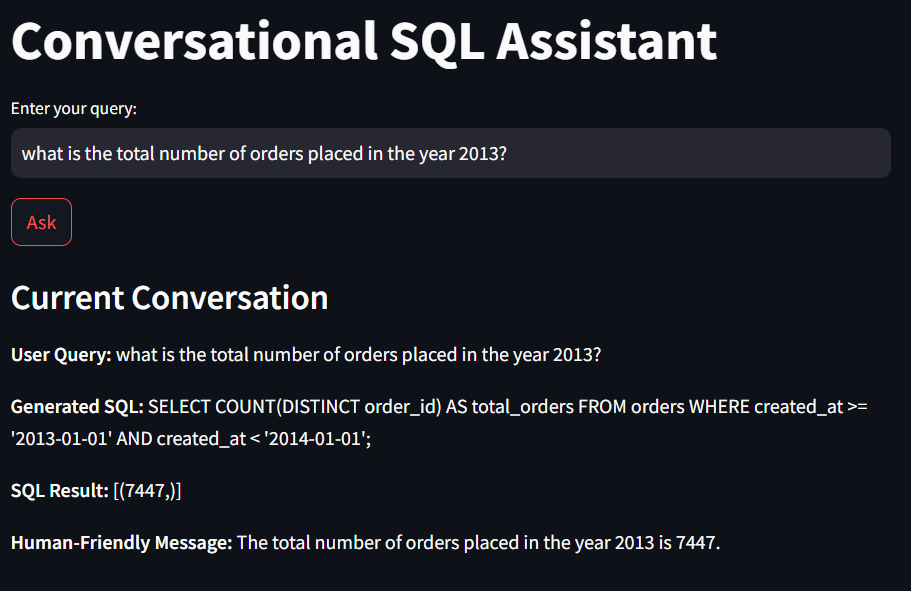 Conversational SQL Assistant
Enter your query:
what is the total number of orders placed in the year 2013?
Ask
Current Conversation
User Query: what is the total number of orders placed in the year 2013?
Generated SQL: SELECT COUNT(DISTINCT order_id) AS total_orders FROM orders WHERE created_at >=
'2013-01-01' AND created_at < '2014-01-01';
SQL Result: [(7447,)]
Human-Friendly Message: The total number of orders placed in the year 2013 is 7447.